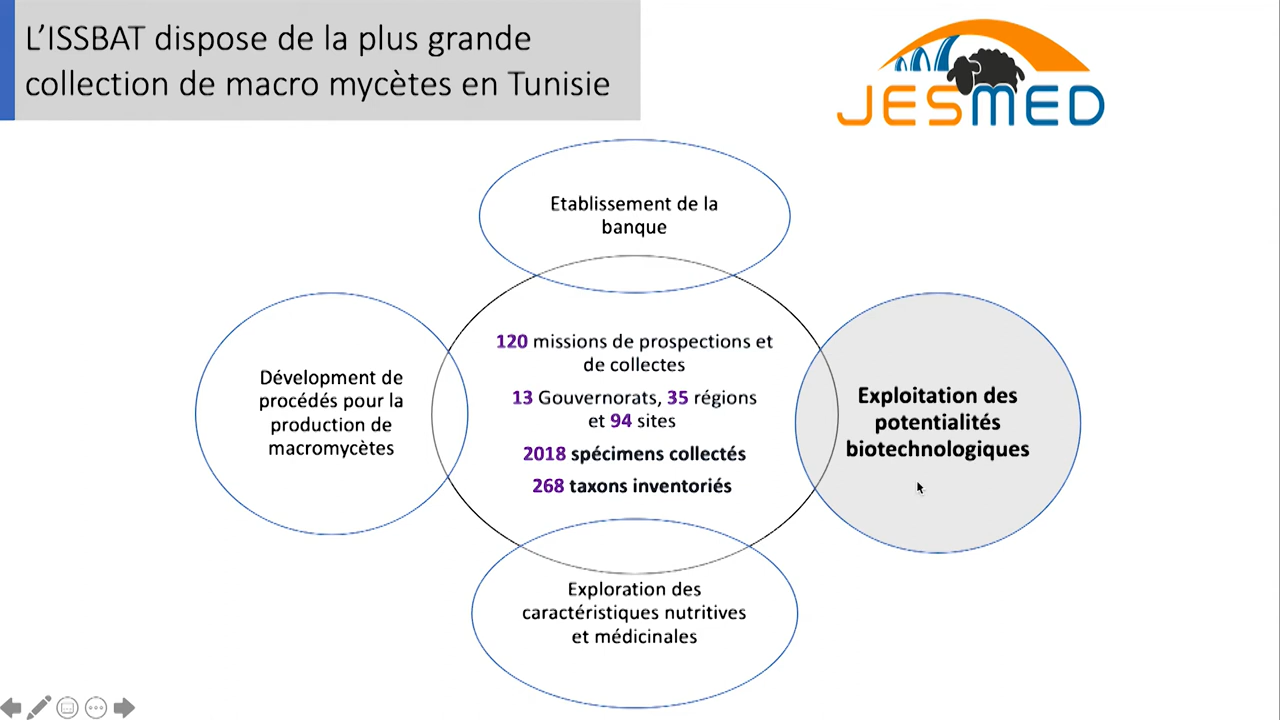 L’ISSBAT dispose de la plus grande
collection de macro mycètes en Tunisie
JESMED
Etablissement de la
banque
Dévelopment de
procédés pour la
production de
macromycètes
120 missions de prospections et
de collectes
13 Gouvernorats, 35 régions
et 94 sites
2018 spécimens collectés
268 taxons inventoriés
Exploitation des
potentialités
biotechnologiques
Exploration des
caractéristiques nutritives
et médicinales